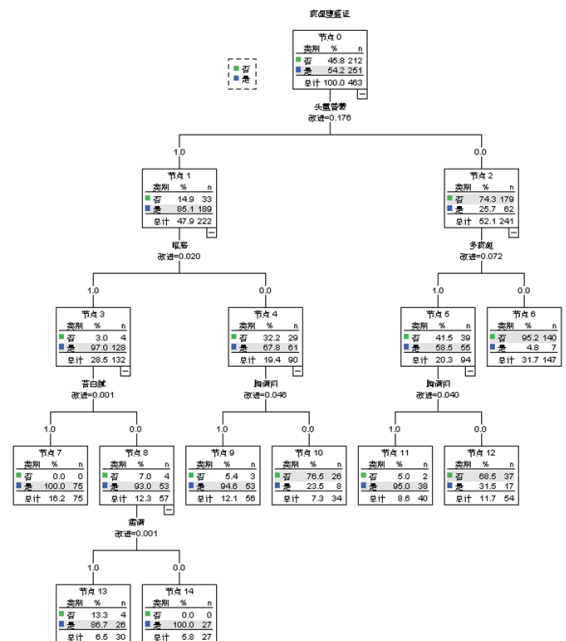 痰湿壅盛证
节点 0
类别 % n
否 45.8 212
是 54.2 251
总计 100.0 463
否
是
头重昏蒙
改进=0.176
1.0
0.0
节点 1
类别 % n
否 14.9 33
是 85.1 189
总计 47.9 222
节点 2
类别 % n
否 74.3 179
是 25.7 62
总计 52.1 241
呕恶
改进=0.020
多痰涎
改进=0.072
1.0
0.0
1.0
0.0
节点 3
类别 % n
否 3.0 4
是 97.0 128
总计 28.5 132
节点 4
类别 % n
否 32.2 29
是 67.8 61
总计 19.4 90
节点 5
类别 % n
否 41.5 39
是 58.5 55
总计 20.3 94
节点 6
类别 % n
否 95.2 140
是 4.8 7
总计 31.7 147
苔白腻
改进=0.001
胸满闷
改进=0.046
胸满闷
改进=0.040
1.0
0.0
1.0
0.0
1.0
0.0
节点 7
类别 % n
否 0.0 0
是 100.0 75
总计 16.2 75
节点 8
类别 % n
否 7.0 4
是 93.0 53
总计 12.3 57
节点 9
类别 % n
否 5.4 3
是 94.6 53
总计 12.1 56
节点 10
类别 % n
否 76.5 26
是 23.5 8
总计 7.3 34
节点 11
类别 % n
否 5.0 2
是 95.0 38
总计 8.6 40
节点 12
类别 % n
否 68.5 37
是 31.5 17
总计 11.7 54
改进=0.001
1.0
0.0
节点 13
类别 % n
否 13.3 4
是 86.7 26
总计 6.5 30
节点 14
类别 % n
否 0.0 0
是 100.0 27
总计 5.8 27